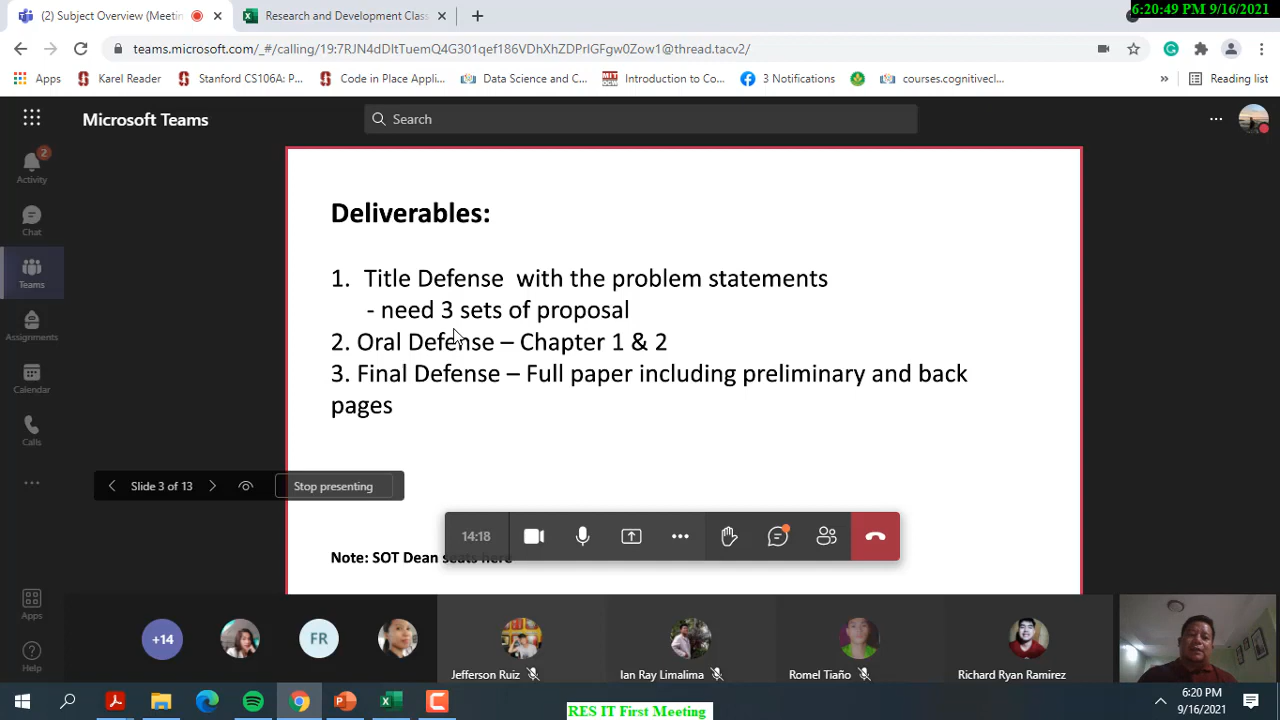 (2) Subject Overview (Meetin
Research and Development Class
6:20:49 PM 9/16/2021
teams.microsoft.com/_#/calling/19:7RJN4dDItTuemQ4G301qef186VDhXhZDPrIGFgw0Zow1@thread.tacv2/
Apps
Karel Reader
Stanford CS106A: P...
Code in Place Appli...
Data Science and C...
Introduction to Co...
3 Notifications
courses.cognitivecl...
Reading list
Microsoft Teams
Search
2
Activity
Chat
Teams
Assignments
Calendar
Calls
Apps
Help
Deliverables:
1. Title Defense with the problem statements
- need 3 sets of proposal
2. Oral Defense – Chapter 1 & 2
3. Final Defense – Full paper including preliminary and back
pages
Slide 3 of 13
Stop presenting
14:18
Note: SOT Dean seats here
+14
FR
Jefferson Ruiz
Ian Ray Limalima
Romel Tiaño
Richard Ryan Ramirez
6:20 PM
9/16/2021
RES IT First Meeting